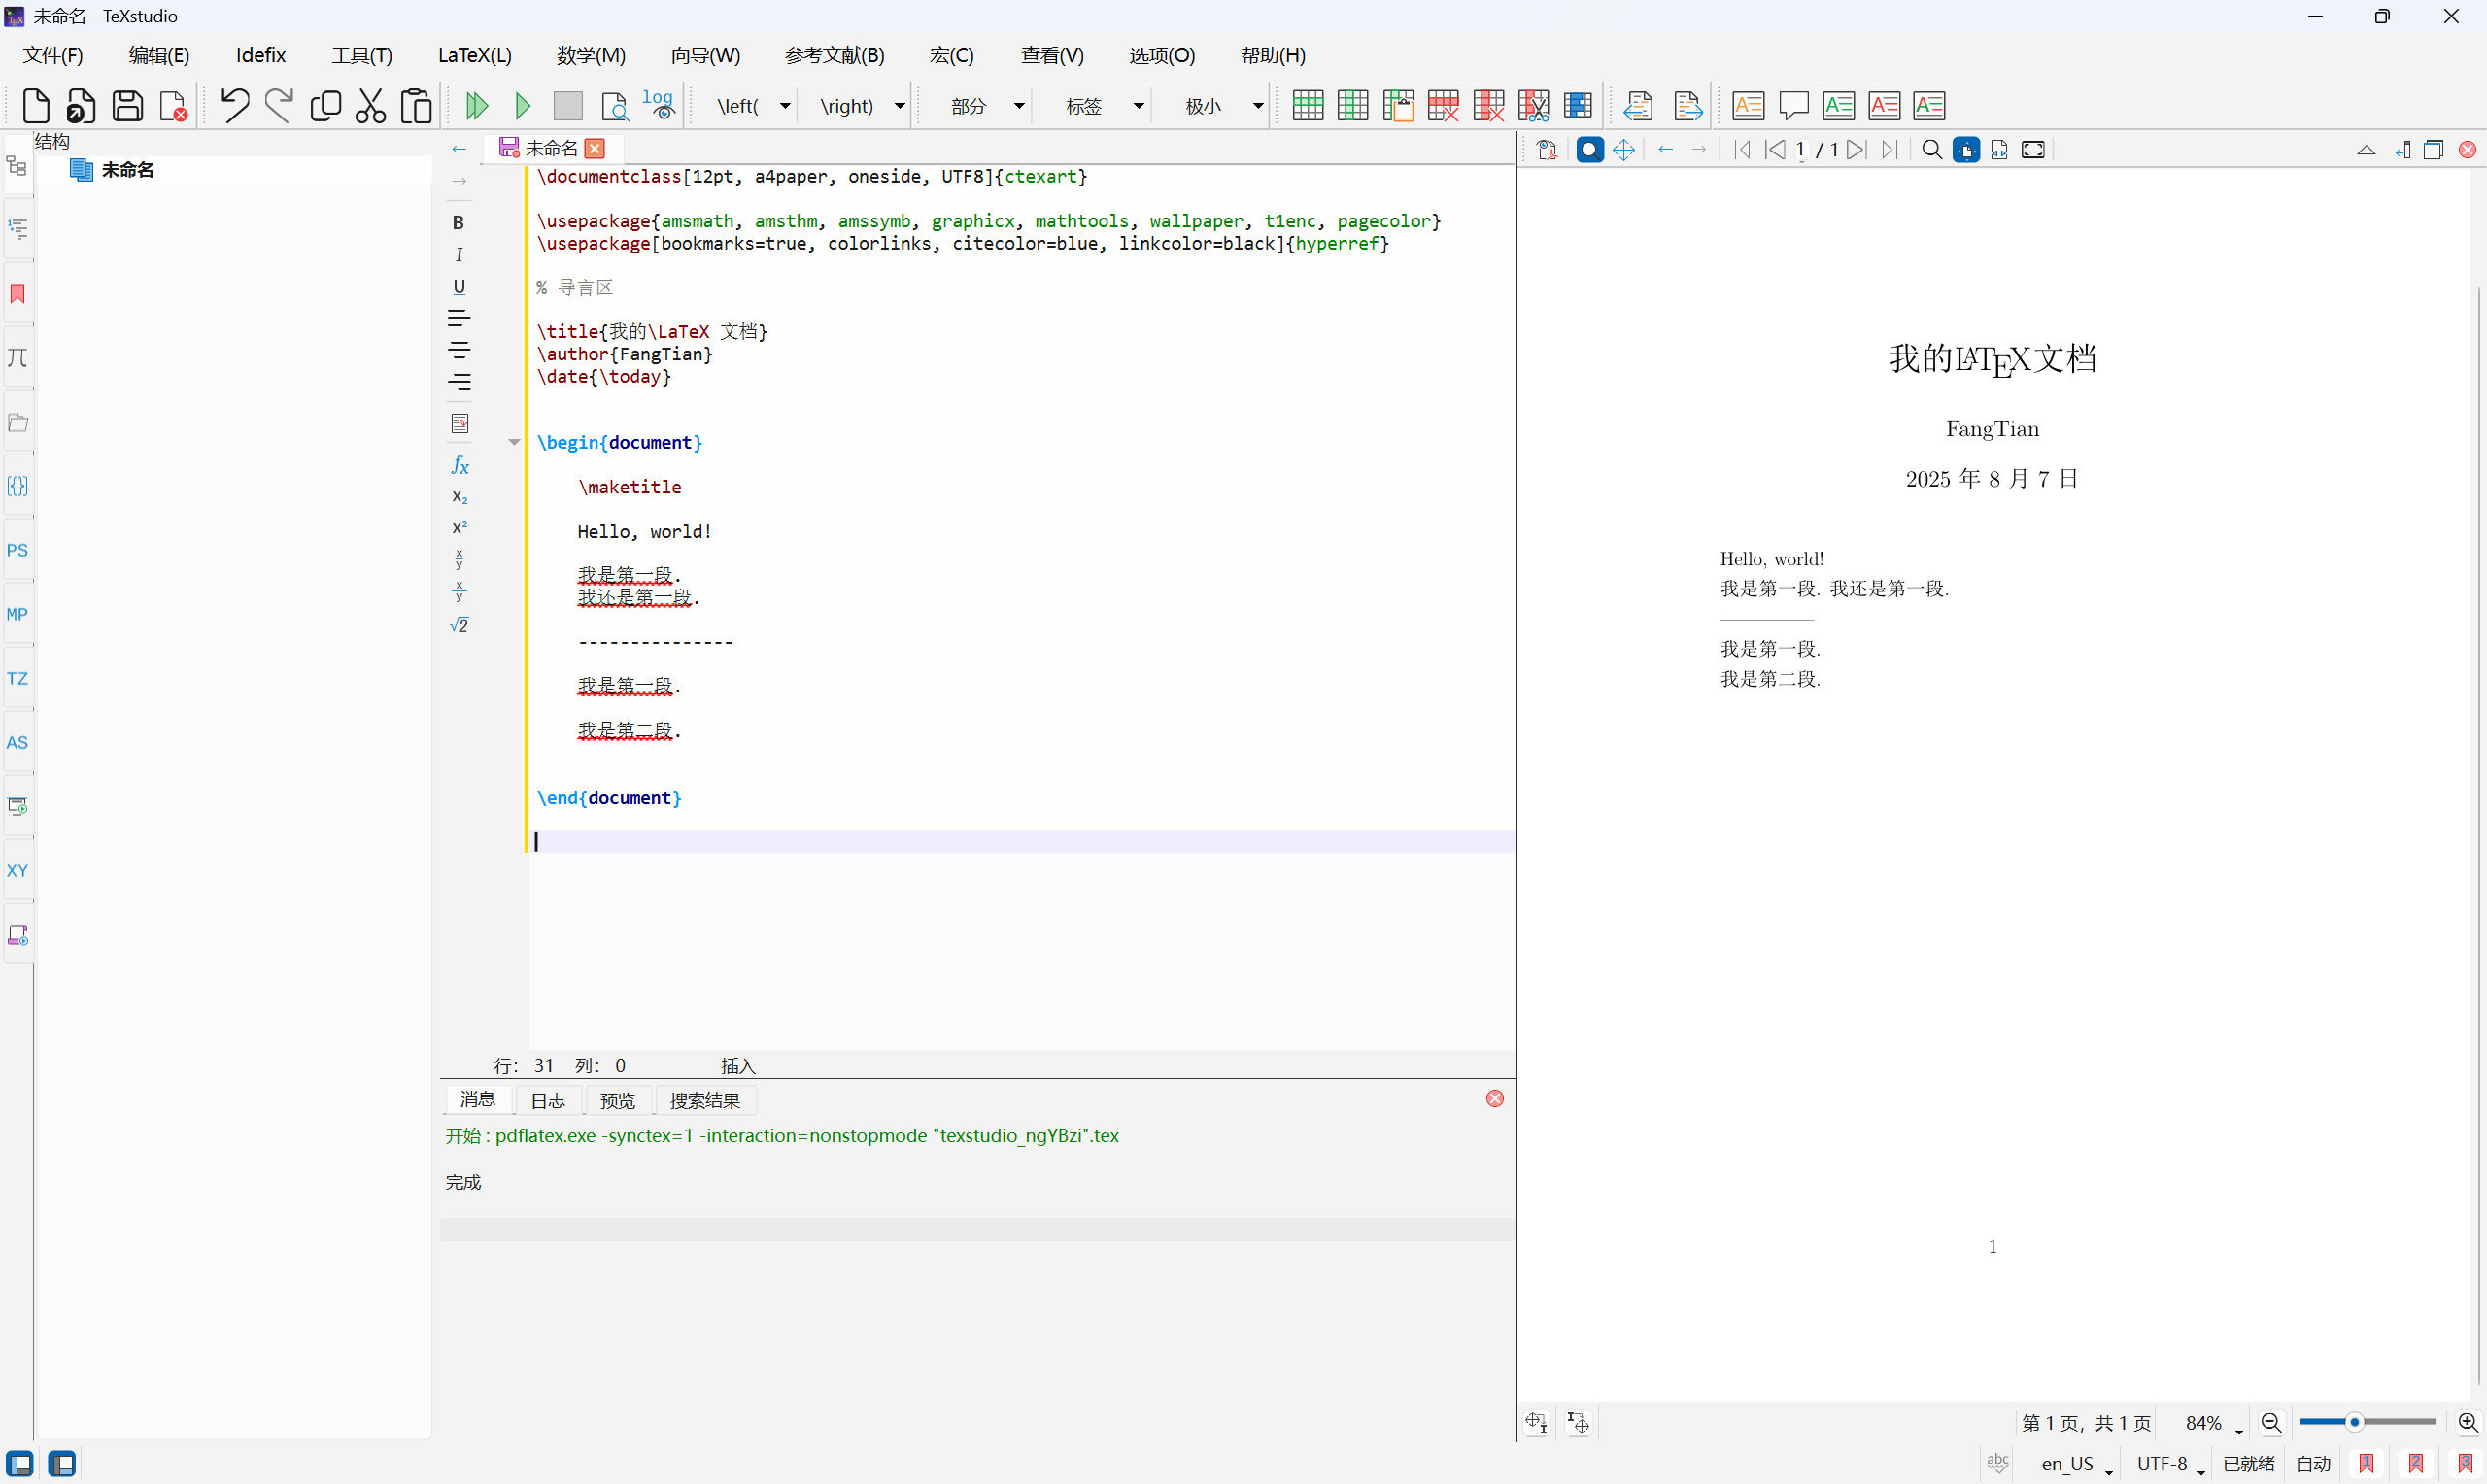 未命名 - TeXstudio
文件(F) 编辑(E) Idefix 工具(T) LaTeX(L) 数学(M) 向导(W) 参考文献(B) 宏(C) 查看(V) 选项(O) 帮助(H)
log \left( \right) 部分 标签 极小
结构
未命名
未命名
1 / 1
\documentclass[12pt, a4paper, oneside, UTF8]{ctexart}
\usepackage{amsmath, amsthm, amssymb, graphicx, mathtools, wallpaper, t1enc, pagecolor}
\usepackage[bookmarks=true, colorlinks, citecolor=blue, linkcolor=black]{hyperref}
% 导言区
\title{我的\LaTeX 文档}
\author{FangTian}
\date{\today}
\begin{document}
\maketitle
Hello, world!
我是第一段.
我还是第一段.
---------------
我是第一段.
我是第二段.
\end{document}
B
I
U
fx
x₂
x²
x/y
x/y
√2
π
PS
MP
TZ
AS
XY
行: 31 列: 0 插入
消息 日志 预览 搜索结果
开始 : pdflatex.exe -synctex=1 -interaction=nonstopmode "texstudio_ngYBzi".tex
完成
我的LATEX文档
FangTian
2025 年 8 月 7 日
Hello, world!
我是第一段. 我还是第一段.
我是第一段.
我是第二段.
1
第 1 页, 共 1 页 84%
abc en_US UTF-8 已就绪 自动 1 2 3